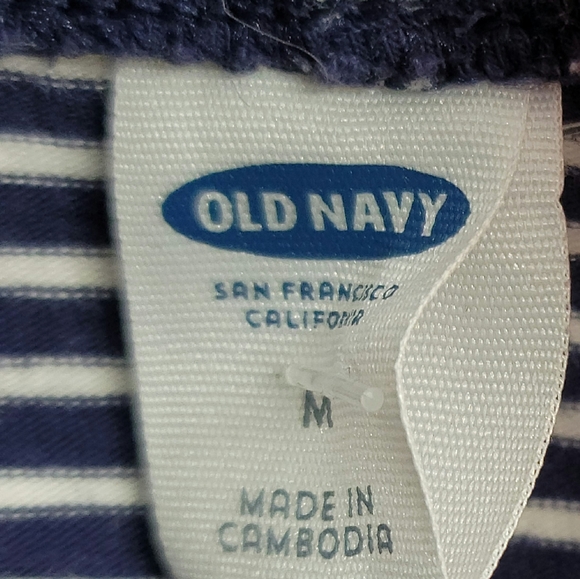 OLD NAVY
SAN FRANCISCO
CALIFORNIA
M
MADE IN
CAMBODIA